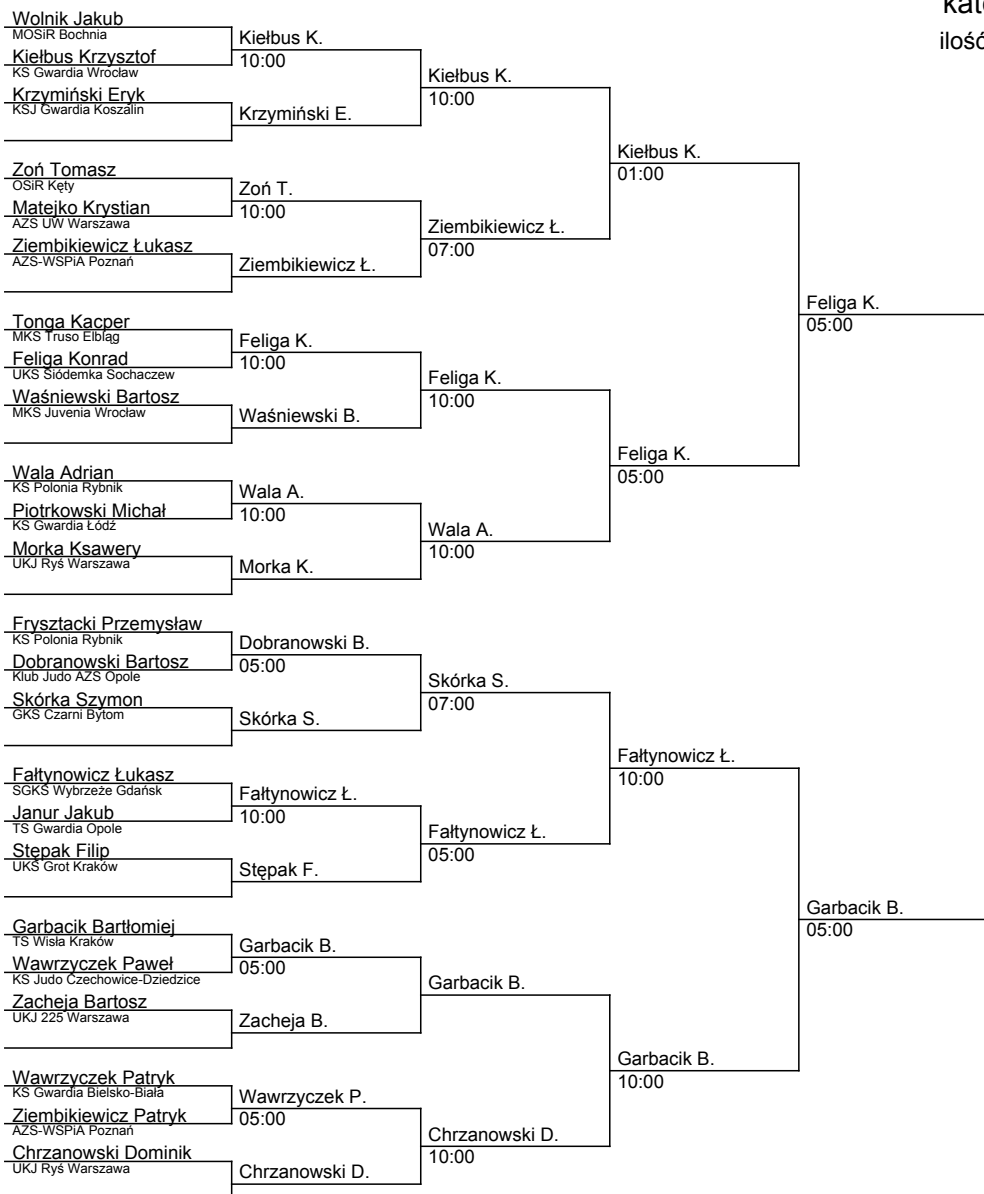 kat
ilość
Wolnik Jakub
MOSiR Bochnia
Kiełbus Krzysztof
KS Gwardia Wrocław
Krzymiński Eryk
KSJ Gwardia Koszalin
Zoń Tomasz
OSiR Kęty
Matejko Krystian
AZS UW Warszawa
Ziembikiewicz Łukasz
AZS-WSPiA Poznań
Tonga Kacper
MKS Truso Elbląg
Feliga Konrad
UKS Siódemka Sochaczew
Waśniewski Bartosz
MKS Juvenia Wrocław
Wala Adrian
KS Polonia Rybnik
Piotrkowski Michał
KS Gwardia Łódź
Morka Ksawery
UKJ Ryś Warszawa
Frysztacki Przemysław
KS Polonia Rybnik
Dobranowski Bartosz
Klub Judo AZS Opole
Skórka Szymon
GKS Czarni Bytom
Fałtynowicz Łukasz
SGKS Wybrzeże Gdańsk
Janur Jakub
TS Gwardia Opole
Stępak Filip
UKS Grot Kraków
Garbacik Bartłomiej
TS Wisła Kraków
Wawrzyczek Paweł
KS Judo Czechowice-Dziedzice
Zacheja Bartosz
UKJ 225 Warszawa
Wawrzyczek Patryk
KS Gwardia Bielsko-Biała
Ziembikiewicz Patryk
AZS-WSPiA Poznań
Chrzanowski Dominik
UKJ Ryś Warszawa
Kiełbus K.
10:00
Krzymiński E.
Zoń T.
10:00
Ziembikiewicz Ł.
Feliga K.
10:00
Waśniewski B.
Wala A.
10:00
Morka K.
Dobranowski B.
05:00
Skórka S.
Fałtynowicz Ł.
10:00
Stępak F.
Garbacik B.
05:00
Zacheja B.
Wawrzyczek P.
05:00
Chrzanowski D.
Kiełbus K.
10:00
Ziembikiewicz Ł.
07:00
Feliga K.
10:00
Wala A.
10:00
Skórka S.
07:00
Fałtynowicz Ł.
05:00
Garbacik B.
Chrzanowski D.
10:00
Kiełbus K.
01:00
Feliga K.
05:00
Fałtynowicz Ł.
10:00
Garbacik B.
10:00
Feliga K.
05:00
Garbacik B.
05:00